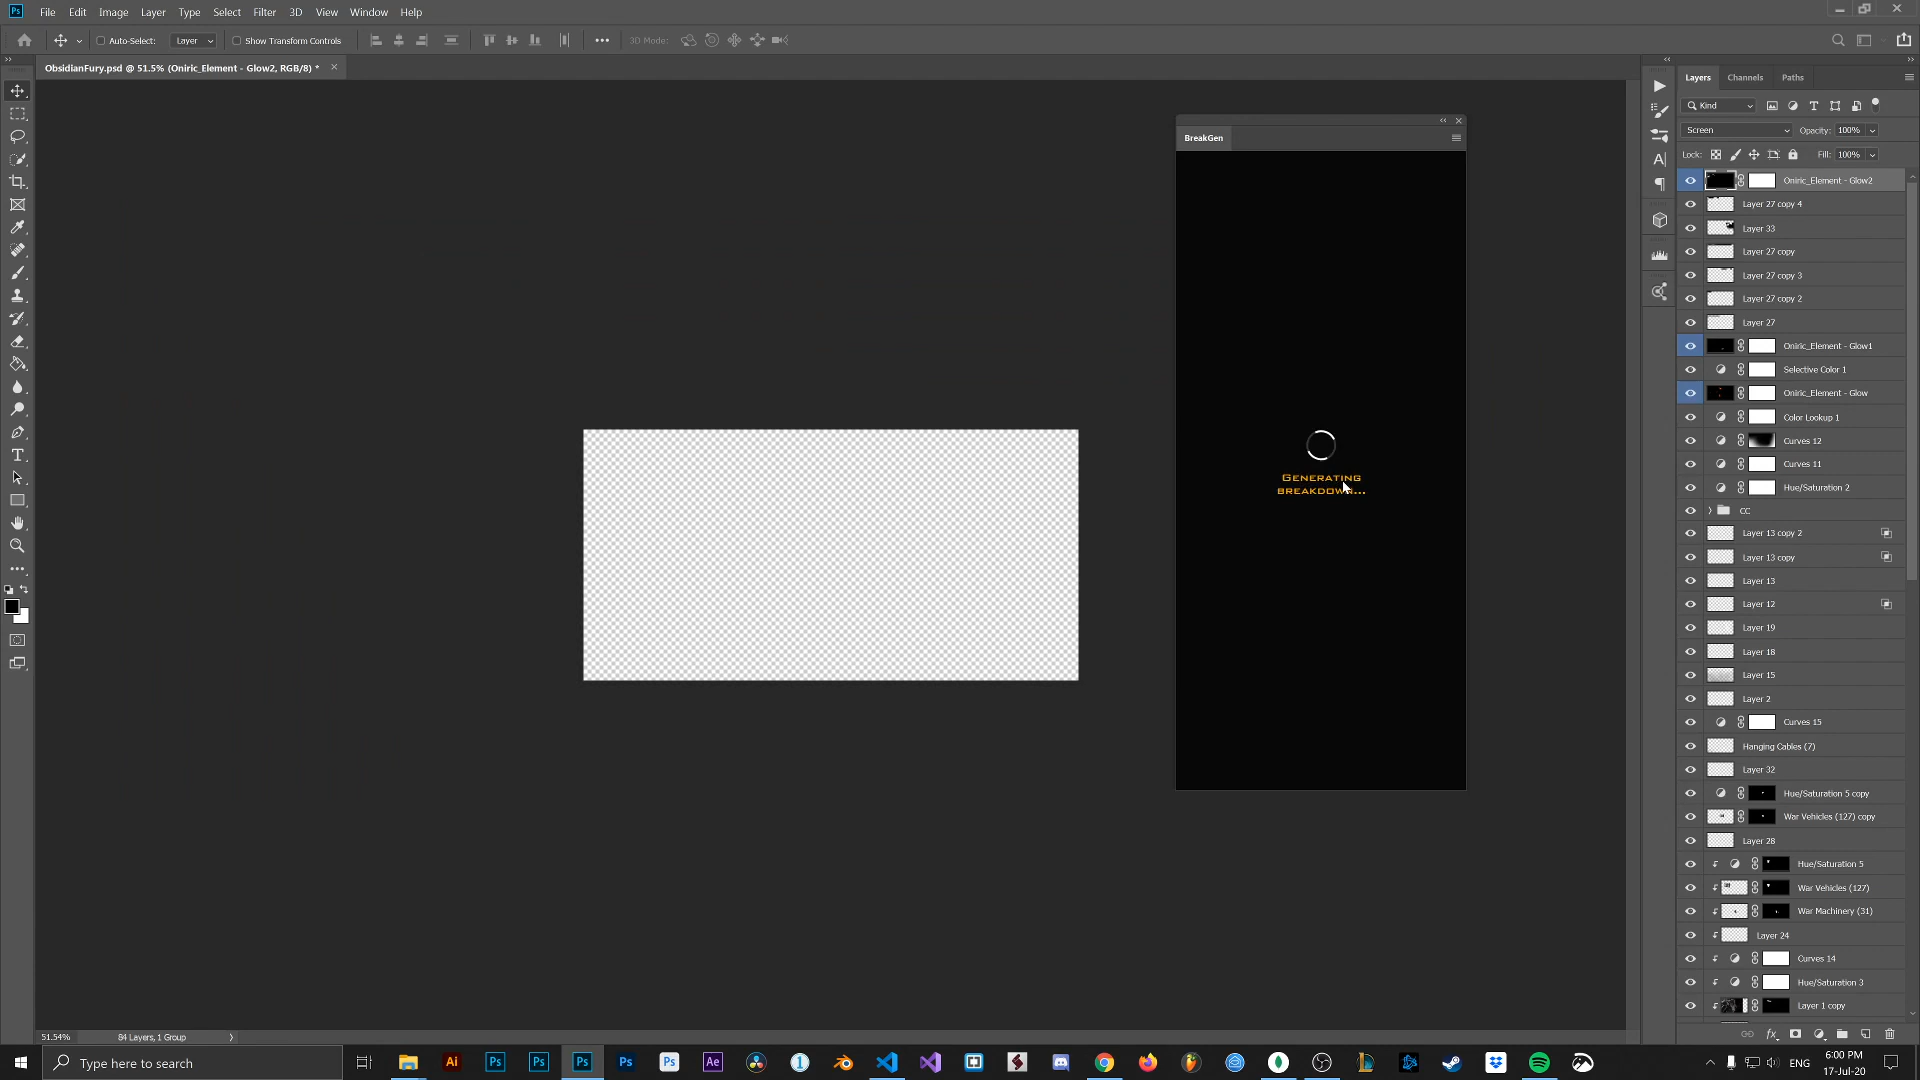 Ps File Edit Image Layer Type Select Filter 3D View Window Help
Auto-Select: Layer Show Transform Controls ••• 3D Mode:
ObsidianFury.psd @ 51.5% (Oniric_Element - Glow2, RGB/8) *
BreakGen
Generating
breakdown...
Layers Channels Paths
Kind
Screen Opacity: 100%
Lock: Fill: 100%
Oniric_Element - Glow2
Layer 27 copy 4
Layer 33
Layer 27 copy
Layer 27 copy 3
Layer 27 copy 2
Layer 27
Oniric_Element - Glow1
Selective Color 1
Oniric_Element - Glow
Color Lookup 1
Curves 12
Curves 11
Hue/Saturation 2
CC
Layer 13 copy 2
Layer 13 copy
Layer 13
Layer 12
Layer 19
Layer 18
Layer 15
Layer 2
Curves 15
Hanging Cables (7)
Layer 32
Hue/Saturation 5 copy
War Vehicles (127) copy
Layer 28
Hue/Saturation 5
War Vehicles (127)
War Machinery (31)
Layer 24
Curves 14
Hue/Saturation 3
Layer 1 copy
51.54% 84 Layers, 1 Group
Type here to search
Ai Ps Ps Ps Ps Ps Ae
ENG
6:00 PM
17-Jul-20